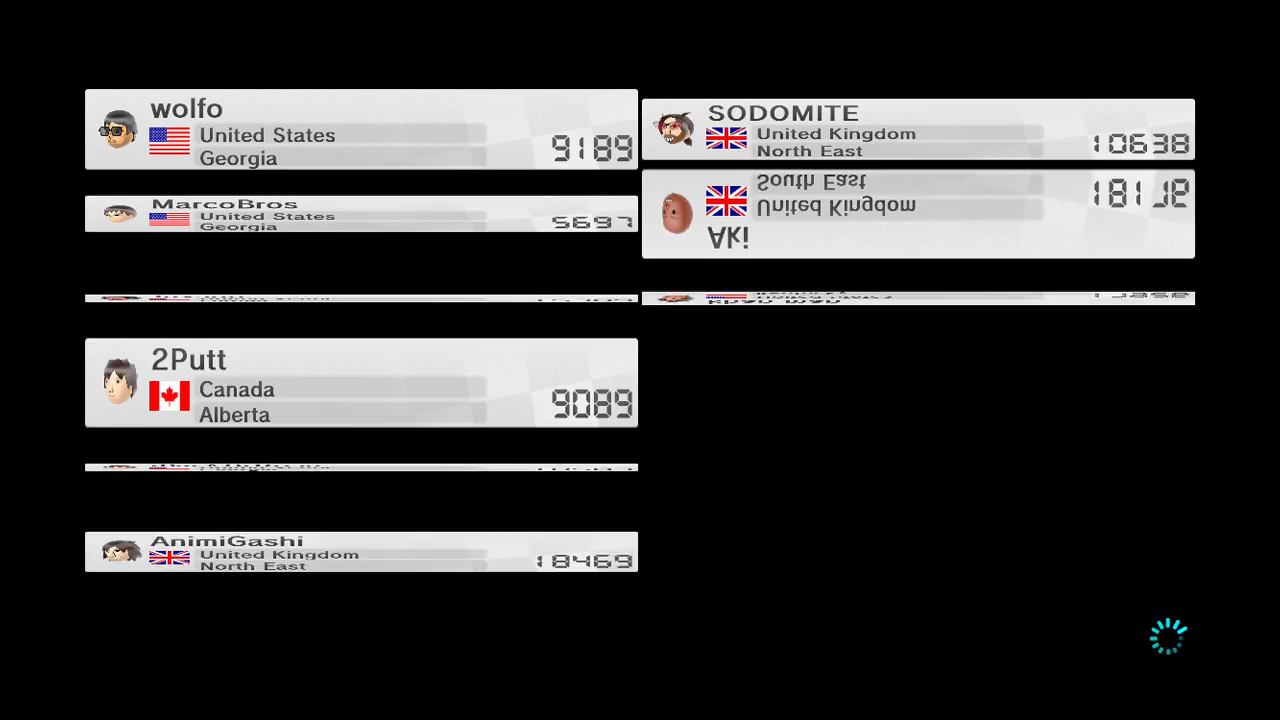 wolfo
United States
Georgia
9189
MarcoBros
United States
Georgia
5697
2Putt
Canada
Alberta
9089
AnimiGashi
United Kingdom
North East
18469
SODOMITE
United Kingdom
North East
10638
Aki
United Kingdom
South East